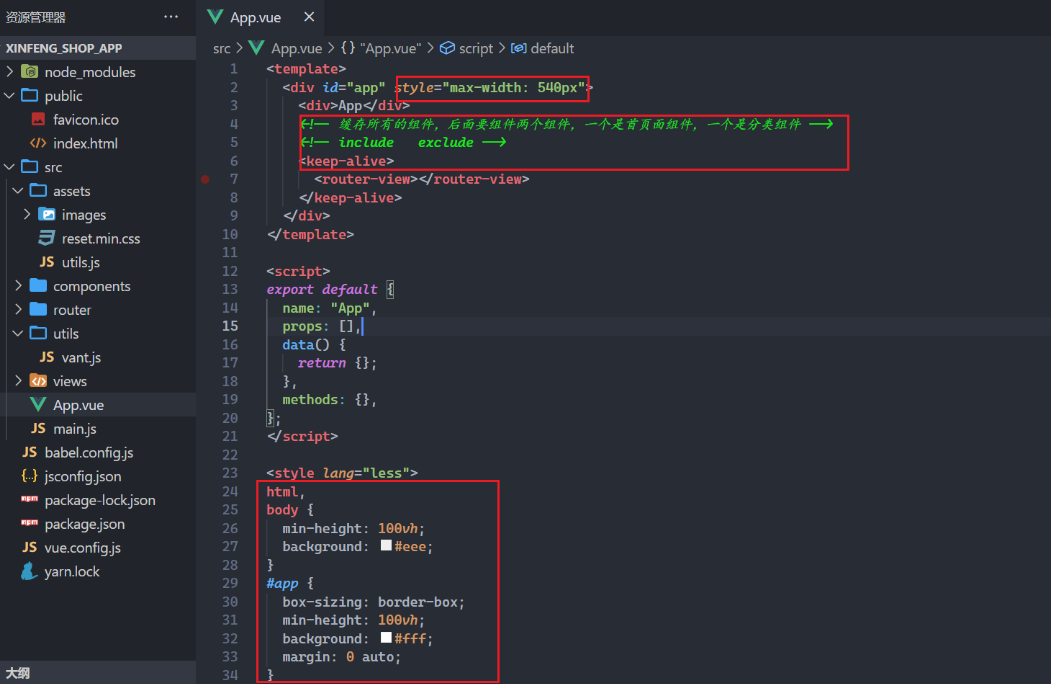 资源管理器
···
App.vue
XINFENG_SHOP_APP
node_modules
public
favicon.ico
index.html
src
assets
images
reset.min.css
JS utils.js
components
router
utils
JS vant.js
views
App.vue
JS main.js
JS babel.config.js
{..} jsconfig.json
npm package-lock.json
npm package.json
JS vue.config.js
yarn.lock
大纲
src > App.vue > {} "App.vue" > script > default
1 <template>
2 <div id="app" style="max-width: 540px">
3 <div>App</div>
4 <!-- 缓存所有的组件，后面要组件两个组件，一个是首页面组件，一个是分类组件 -->
5 <!-- include exclude -->
6 <keep-alive>
7 <router-view></router-view>
8 </keep-alive>
9 </div>
10 </template>
11
12 <script>
13 export default {
14 name: "App",
15 props: [],
16 data() {
17 return {};
18 },
19 methods: {},
20 };
21 </script>
22
23 <style lang="less">
24 html,
25 body {
26 min-height: 100vh;
27 background: #eee;
28 }
29 #app {
30 box-sizing: border-box;
31 min-height: 100vh;
32 background: #fff;
33 margin: 0 auto;
34 }